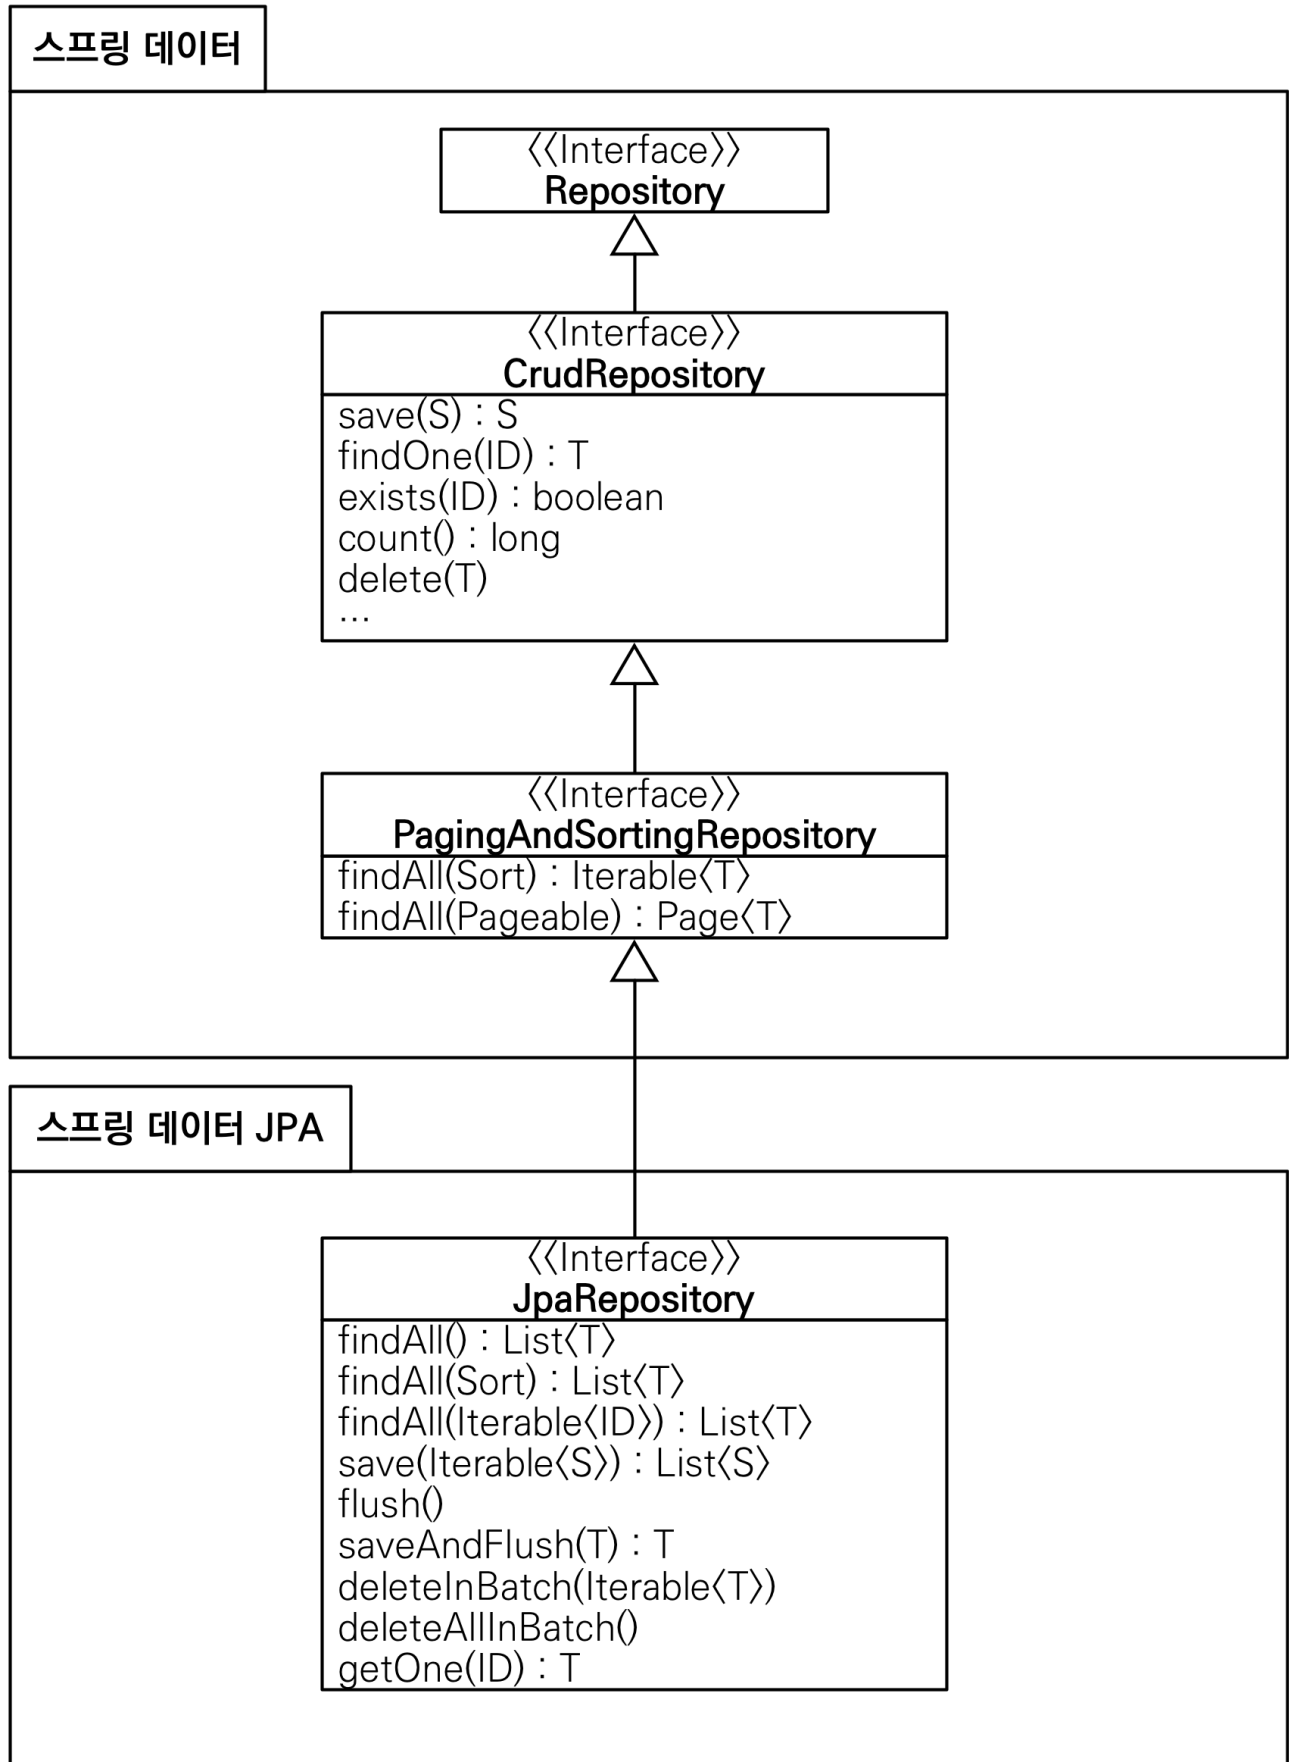 스프링 데이터
〈〈Interface〉〉
Repository
〈〈Interface〉〉
CrudRepository
save(S) : S
findOne(ID) : T
exists(ID) : boolean
count() : long
delete(T)
...
〈〈Interface〉〉
PagingAndSortingRepository
findAll(Sort) : Iterable〈T〉
findAll(Pageable) : Page〈T〉
스프링 데이터 JPA
〈〈Interface〉〉
JpaRepository
findAll() : List〈T〉
findAll(Sort) : List〈T〉
findAll(Iterable〈ID〉) : List〈T〉
save(Iterable〈S〉) : List〈S〉
flush()
saveAndFlush(T) : T
deleteInBatch(Iterable〈T〉)
deleteAllInBatch()
getOne(ID) : T